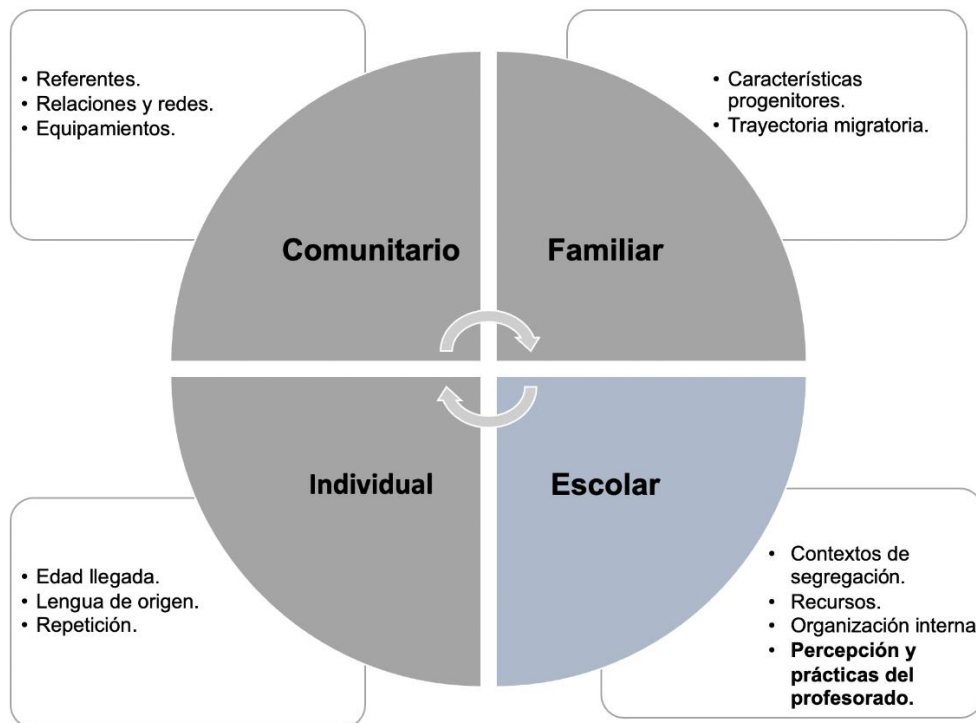 • Referentes.
• Relaciones y redes.
• Equipamientos.
• Características
progenitores.
• Trayectoria migratoria.
Comunitario
Familiar
Individual
Escolar
• Edad llegada.
• Lengua de origen.
• Repetición.
• Contextos de
segregación.
• Recursos.
• Organización interna
• Percepción y
prácticas del
profesorado.